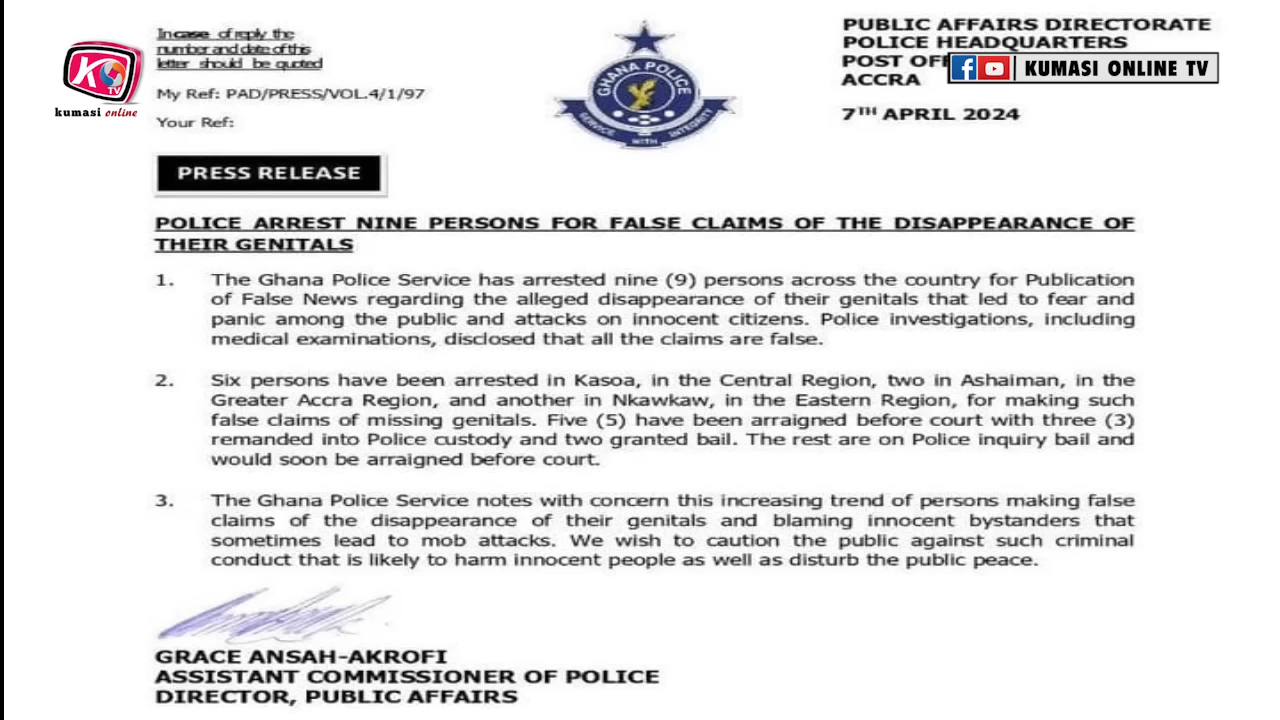 In case of reply the
number and date of this
letter should be quoted
My Ref: PAD/PRESS/VOL.4/1/97
Your Ref:
KO
TV
kumasi online
GHANA POLICE
SERVICE WITH INTEGRITY
PUBLIC AFFAIRS DIRECTORATE
POLICE HEADQUARTERS
POST OF
ACCRA
KUMASI ONLINE TV
7TH APRIL 2024
PRESS RELEASE
POLICE ARREST NINE PERSONS FOR FALSE CLAIMS OF THE DISAPPEARANCE OF
THEIR GENITALS
1. The Ghana Police Service has arrested nine (9) persons across the country for Publication
of False News regarding the alleged disappearance of their genitals that led to fear and
panic among the public and attacks on innocent citizens. Police investigations, including
medical examinations, disclosed that all the claims are false.
2. Six persons have been arrested in Kasoa, in the Central Region, two in Ashaiman, in the
Greater Accra Region, and another in Nkawkaw, in the Eastern Region, for making such
false claims of missing genitals. Five (5) have been arraigned before court with three (3)
remanded into Police custody and two granted bail. The rest are on Police inquiry bail and
would soon be arraigned before court.
3. The Ghana Police Service notes with concern this increasing trend of persons making false
claims of the disappearance of their genitals and blaming innocent bystanders that
sometimes lead to mob attacks. We wish to caution the public against such criminal
conduct that is likely to harm innocent people as well as disturb the public peace.
GRACE ANSAH-AKROFI
ASSISTANT COMMISSIONER OF POLICE
DIRECTOR, PUBLIC AFFAIRS